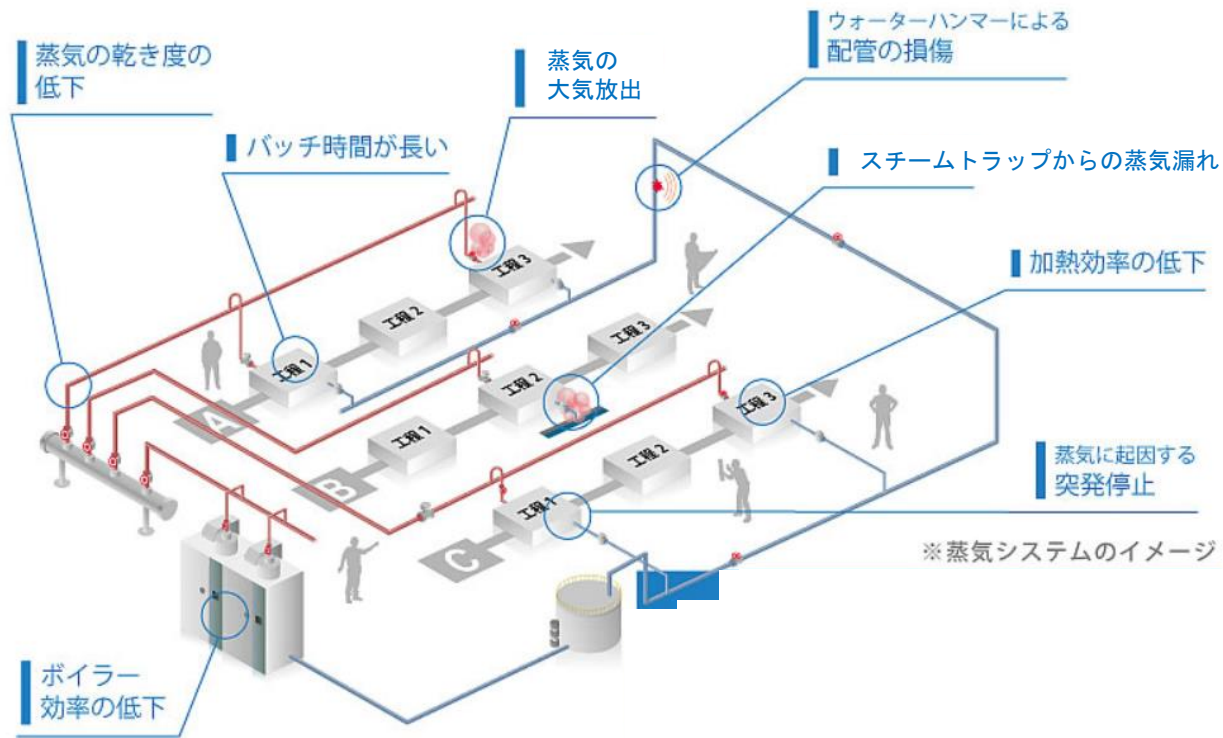 蒸気の乾き度の
低下
バッチ時間が長い
蒸気の
大気放出
ウォーターハンマーによる
配管の損傷
スチームトラップからの蒸気漏れ
加熱効率の低下
蒸気に起因する
突発停止
※蒸気システムのイメージ
ボイラー
効率の低下
A
工程1
工程2
工程3
B
工程1
工程2
工程3
C
工程1
工程2
工程3